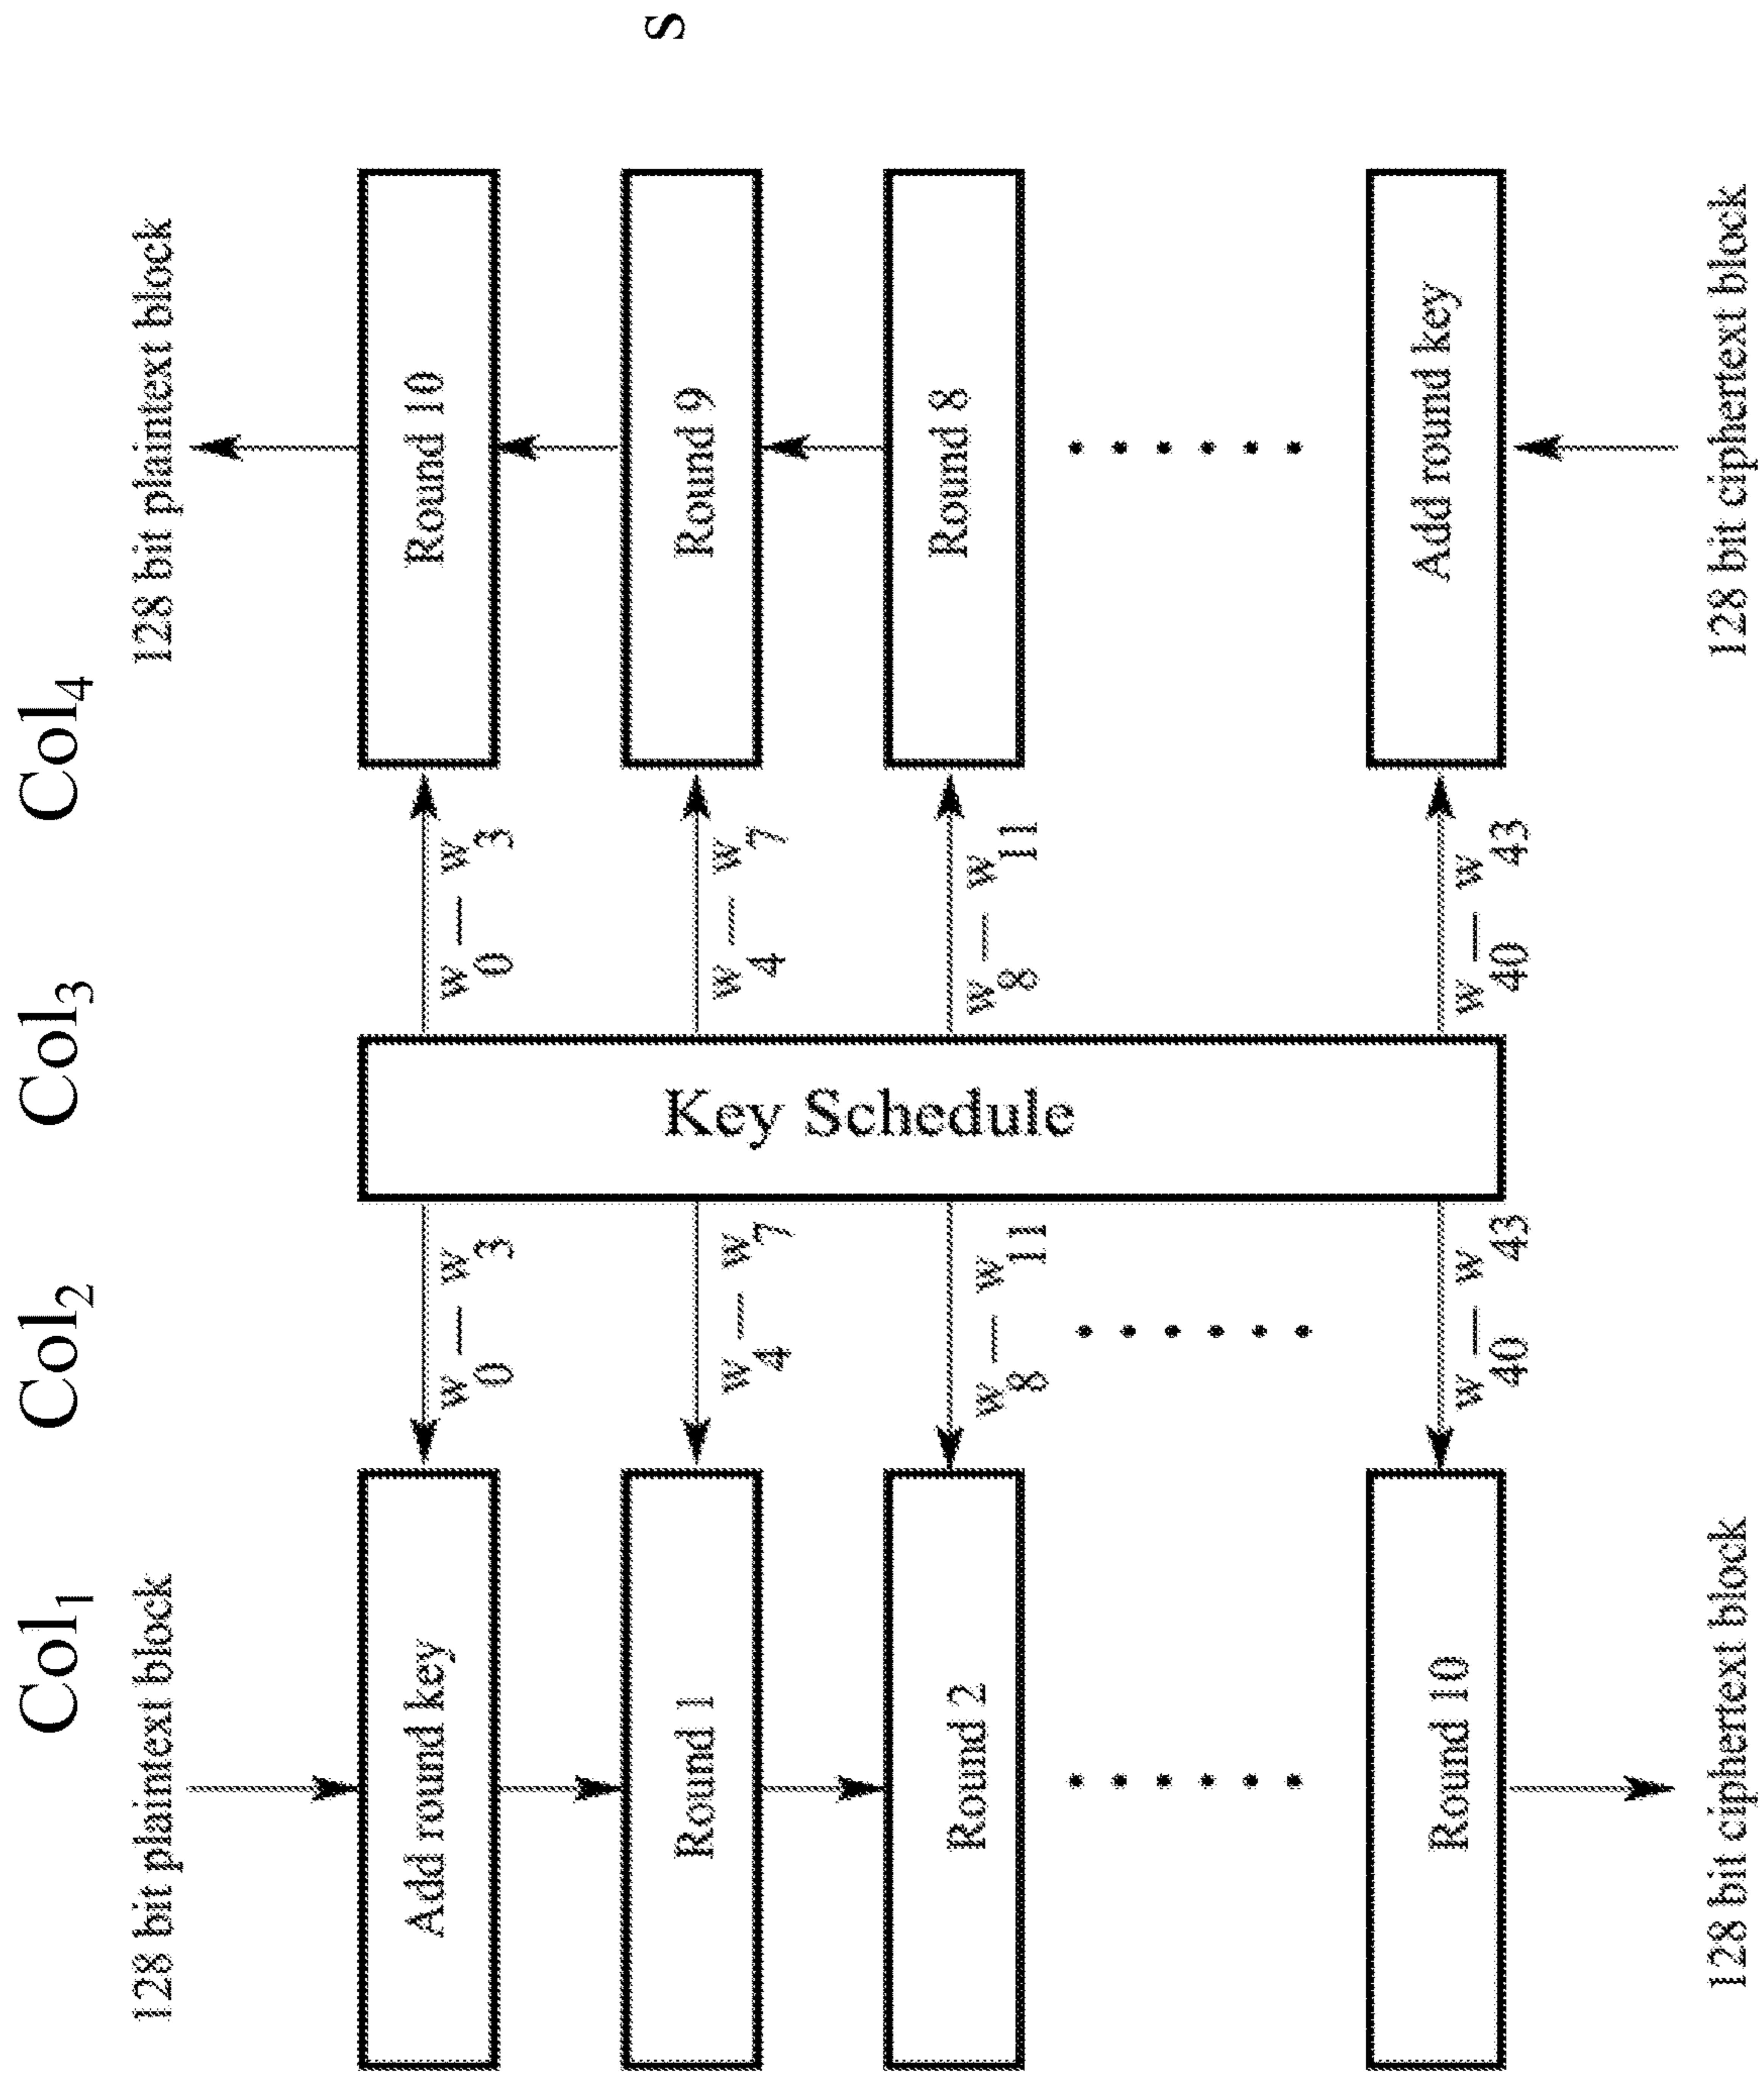 Col1 Col2 Col3 Col4
128 bit plaintext block
128 bit plaintext block
Add round key
w0 — w3
w0 — w3
Round 10
Round 1
w4 — w7
Key Schedule
w4 — w7
Round 9
s
Round 2
w8 — w11
w8 — w11
Round 8
Round 10
w40 — w43
w40 — w43
Add round key
128 bit ciphertext block
128 bit ciphertext block